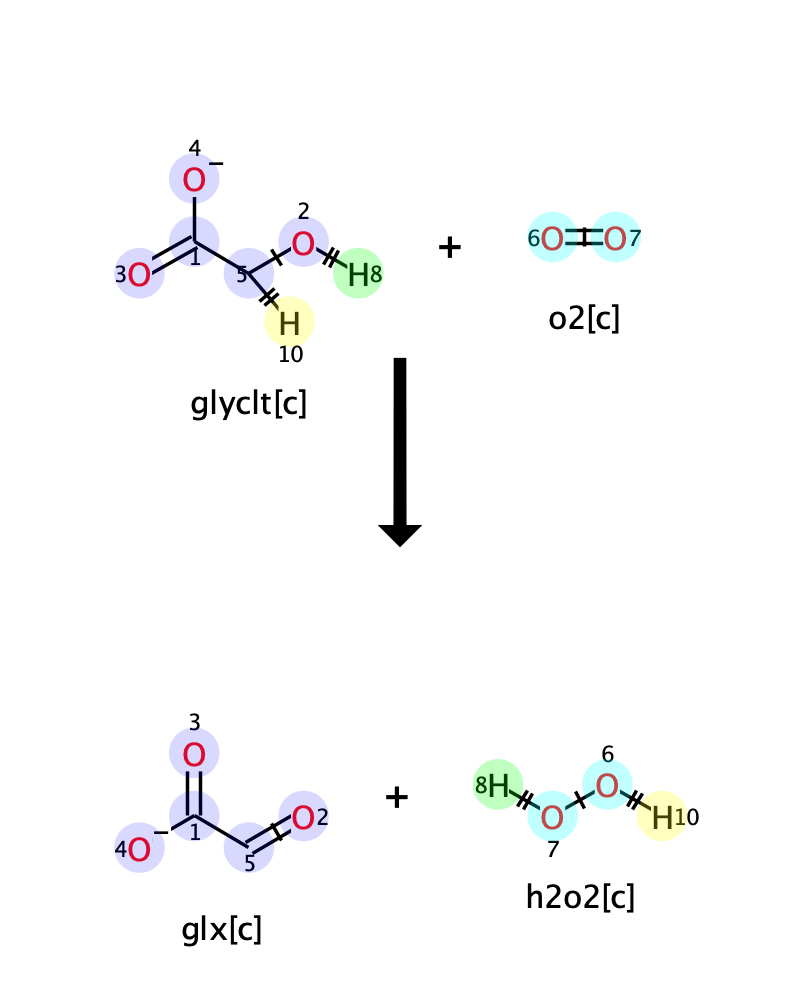 4
O−
2
O
+
6O O7
3O
1
5
H8
H
10
o2[c]
glyclt[c]
3
O
6
8H
O
+
O2
O
H10
4O−
1
5
7
h2o2[c]
glx[c]